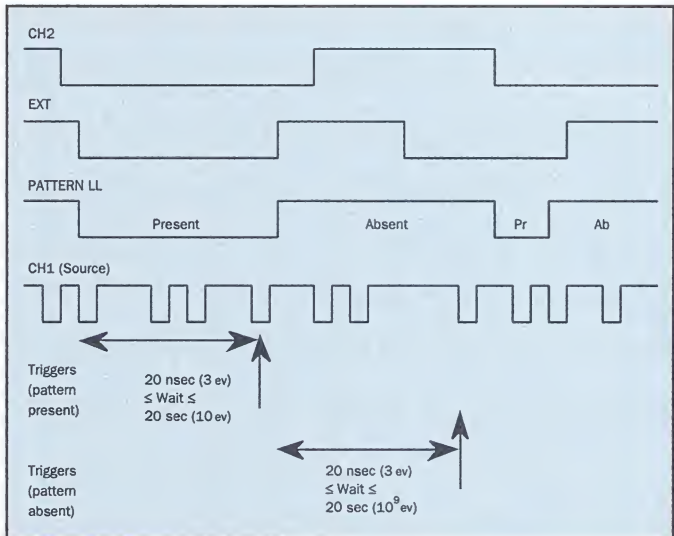 CH2
EXT
PATTERN LL
Present
Absent
Pr
Ab
CH1 (Source)
Triggers
(pattern
present)
20 nsec (3 ev)
≤ Wait ≤
20 sec (10 ev)
Triggers
(pattern
absent)
20 nsec (3 ev)
≤ Wait ≤
20 sec (10⁹ ev)